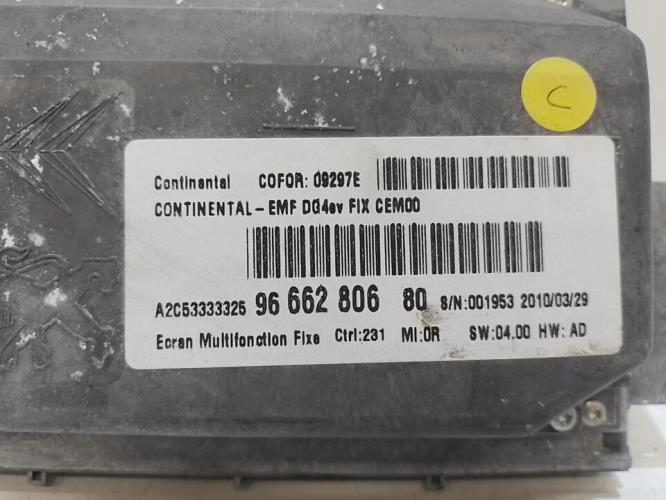 C
Continental COFOR: 09297E
CONTINENTAL - EMF DG4ev FIX CEM00
A2C53333325 96 662 806 80 S/N:001953 2010/03/29
Ecran Multifonction Fixe Ctrl:231 MI:0R SW:04.00 HW: AD